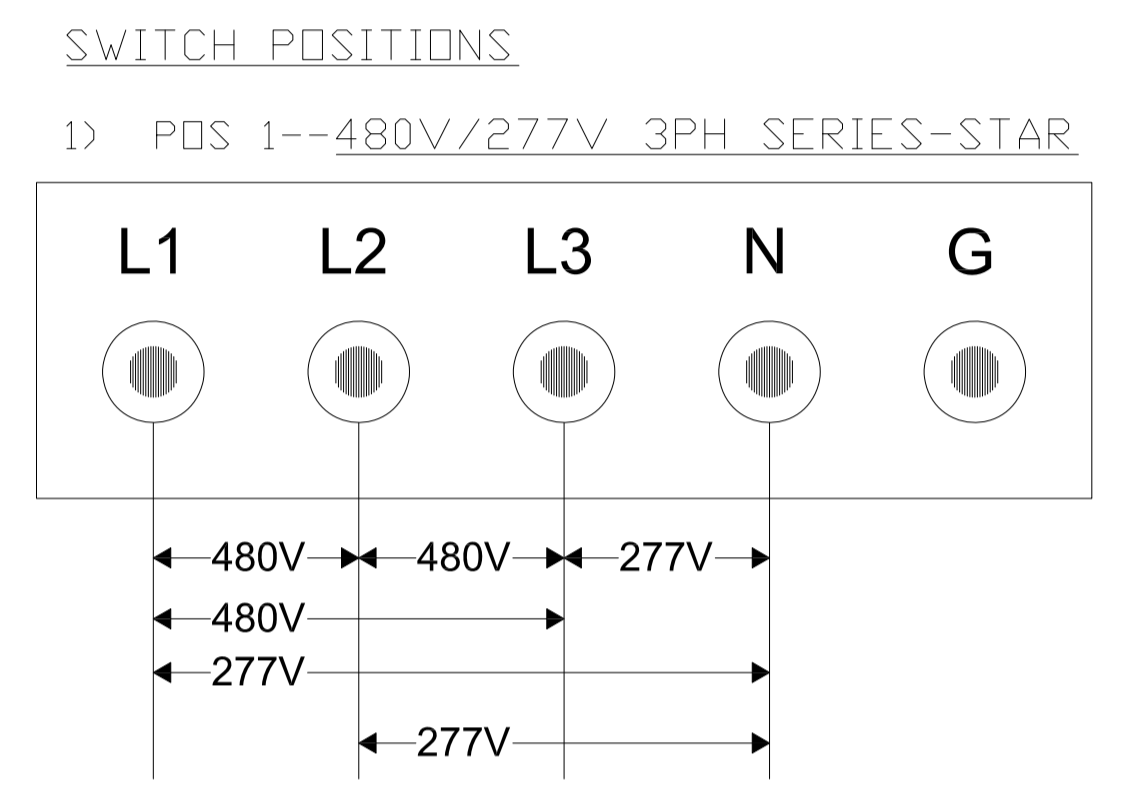 SWITCH POSITIONS
1) POS 1--480V/277V 3PH SERIES-STAR
L1 L2 L3 N G
480V 480V 277V
480V
277V
277V